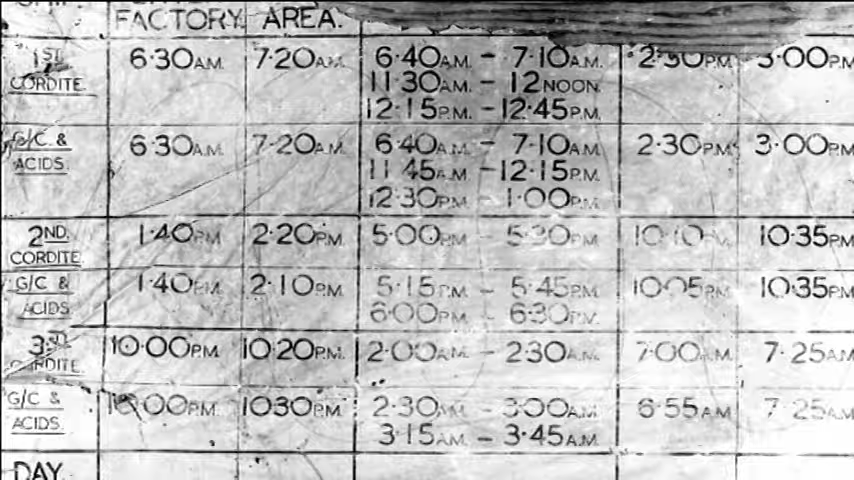 FACTORY AREA.
1ST 6·30A.M. 7·20A.M. 6·40A.M. - 7·10A.M. 2·30PM 3·00P.M.
CORDITE 11·30A.M. - 12NOON.
12·15P.M. - 12·45P.M.
G/C & 6·30A.M. 7·20A.M. 6·40A.M. - 7·10A.M. 2·30P.M. 3·00P.M.
ACIDS. 11·45A.M - 12·15P.M.
12·30P.M. - 1·00P.M.
2ND. 1·40P.M 2·20P.M. 5·00P.M. - 5·30P.M. 10·10P.M. 10·35P.M
CORDITE
G/C & 1·40P.M. 2·10P.M. 5·15P.M. - 5·45P.M. 10·05P.M. 10·35P.M
ACIDS 6·00P.M. - 6·30P.M.
10·00P.M. 10·20P.M. 2·00A.M. - 2·30A.M. 7·00A.M. 7·25A.M
CORDITE
G/C & 10·00P.M. 10·30P.M. 2·30A.M. - 3·00A.M. 6·55A.M 7·25A.M.
ACIDS. 3·15A.M. - 3·45A.M.
DAY